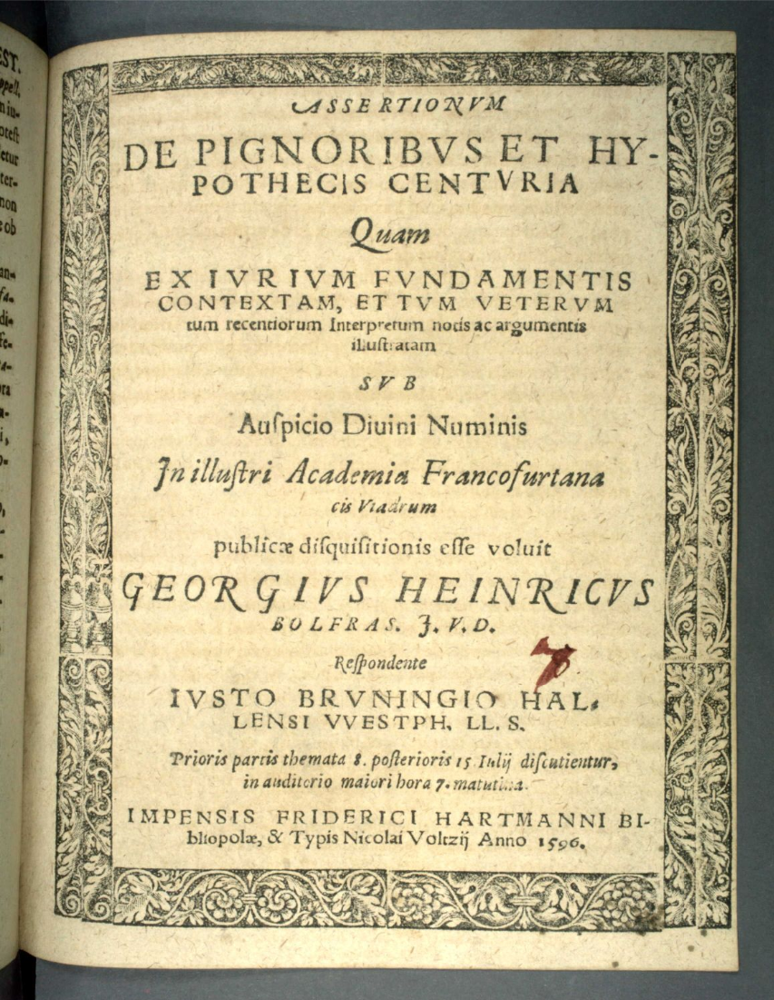 ASSERTIONVM
DE PIGNORIBVS ET HY-
POTHECIS CENTVRIA
Quam
EX IVRIVM FVNDAMENTIS
CONTEXTAM, ET TVM VETERVM
tum recentiorum Interpretum notis ac argumentis
illuſtratam
SVB
Auſpicio Diuini Numinis
In illuſtri Academia Francofurtana
cis Viadrum
publicæ diſquiſitionis eſſe voluit
GEORGIVS HEINRICVS
BOLFRAS. J. V. D.
Reſpondente
IVSTO BRVNINGIO HAL-
LENSI VVESTPH, LL. S.
Prioris partis themata 8. poſterioris 15 Iulij diſcutientur,
in auditorio maiori hora 7. matutina.
IMPENSIS FRIDERICI HARTMANNI BI-
bliopolæ, & Typis Nicolai Voltzij Anno 1596.